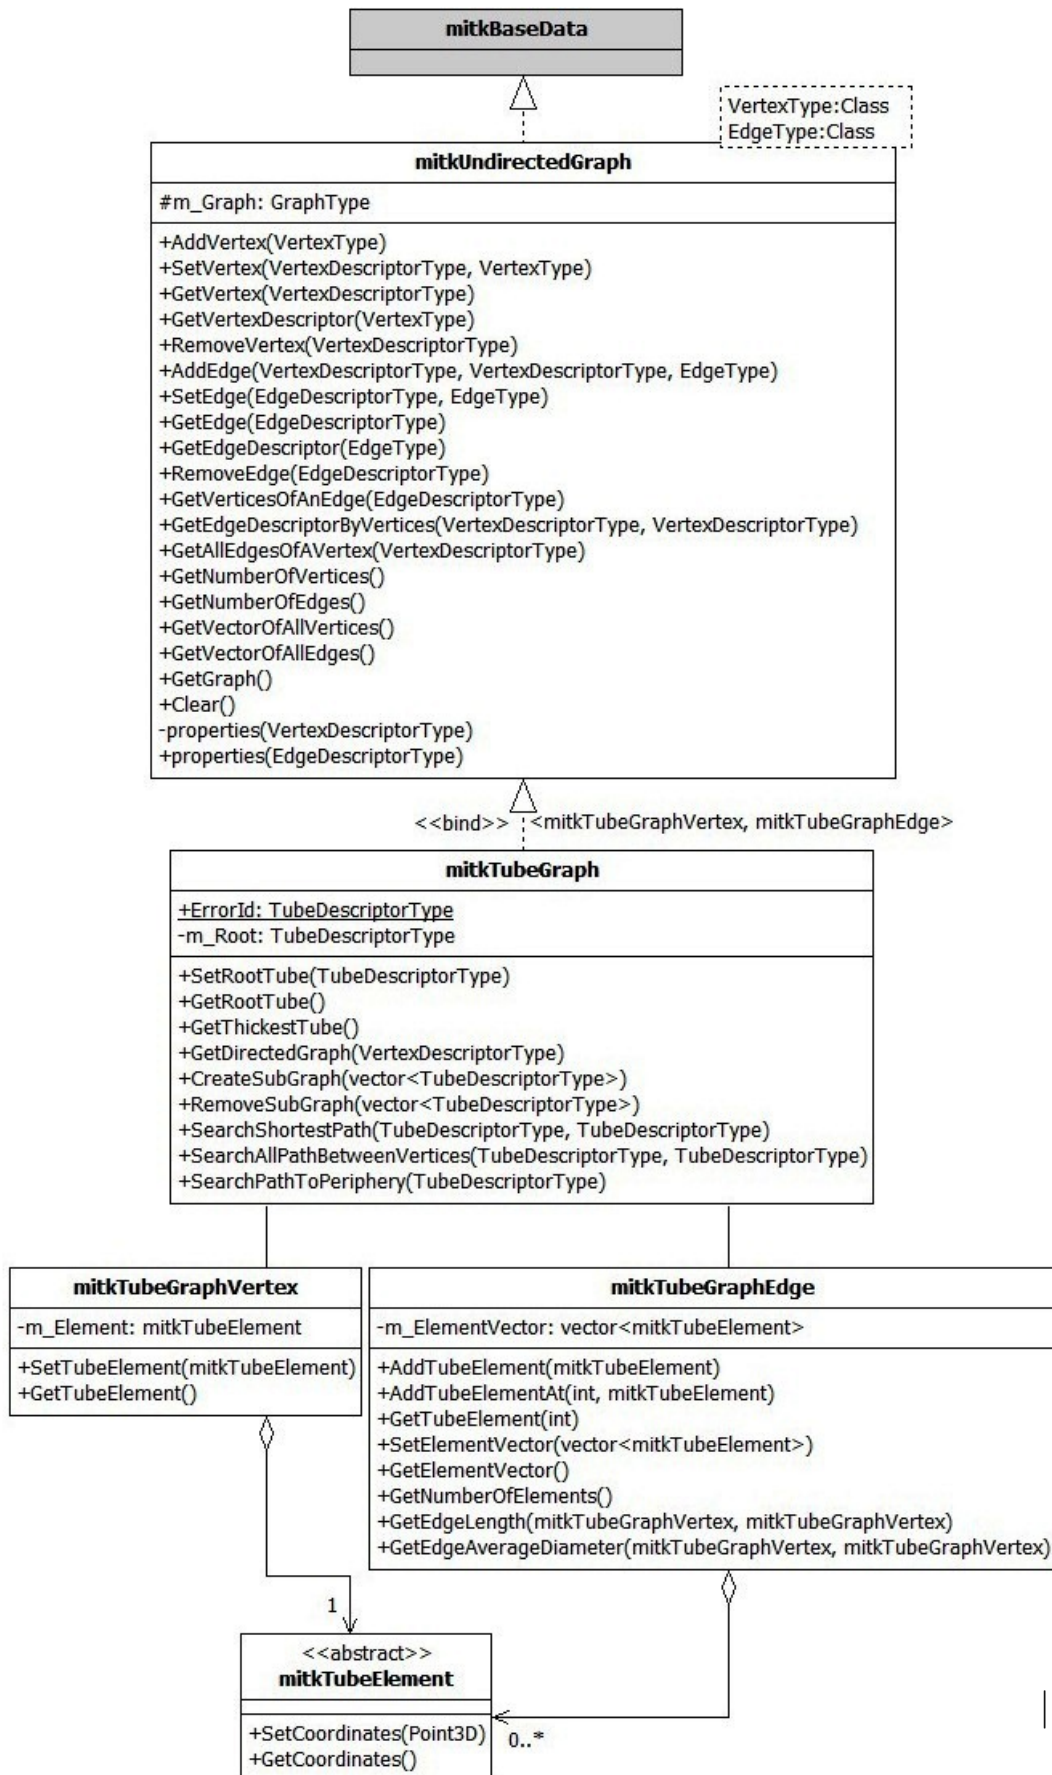 mitkBaseData
VertexType:Class
EdgeType:Class
mitkUndirectedGraph
#m_Graph: GraphType
+AddVertex(VertexType)
+SetVertex(VertexDescriptorType, VertexType)
+GetVertex(VertexDescriptorType)
+GetVertexDescriptor(VertexType)
+RemoveVertex(VertexDescriptorType)
+AddEdge(VertexDescriptorType, VertexDescriptorType, EdgeType)
+SetEdge(EdgeDescriptorType, EdgeType)
+GetEdge(EdgeDescriptorType)
+GetEdgeDescriptor(EdgeType)
+RemoveEdge(EdgeDescriptorType)
+GetVerticesOfAnEdge(EdgeDescriptorType)
+GetEdgeDescriptorByVertices(VertexDescriptorType, VertexDescriptorType)
+GetAllEdgesOfAVertex(VertexDescriptorType)
+GetNumberOfVertices()
+GetNumberOfEdges()
+GetVectorOfAllVertices()
+GetVectorOfAllEdges()
+GetGraph()
+Clear()
-properties(VertexDescriptorType)
+properties(EdgeDescriptorType)
<<bind>> <mitkTubeGraphVertex, mitkTubeGraphEdge>
mitkTubeGraph
+ErrorId: TubeDescriptorType
-m_Root: TubeDescriptorType
+SetRootTube(TubeDescriptorType)
+GetRootTube()
+GetThickestTube()
+GetDirectedGraph(VertexDescriptorType)
+CreateSubGraph(vector<TubeDescriptorType>)
+RemoveSubGraph(vector<TubeDescriptorType>)
+SearchShortestPath(TubeDescriptorType, TubeDescriptorType)
+SearchAllPathBetweenVertices(TubeDescriptorType, TubeDescriptorType)
+SearchPathToPeriphery(TubeDescriptorType)
mitkTubeGraphVertex
-m_Element: mitkTubeElement
+SetTubeElement(mitkTubeElement)
+GetTubeElement()
mitkTubeGraphEdge
-m_ElementVector: vector<mitkTubeElement>
+AddTubeElement(mitkTubeElement)
+AddTubeElementAt(int, mitkTubeElement)
+GetTubeElement(int)
+SetElementVector(vector<mitkTubeElement>)
+GetElementVector()
+GetNumberOfElements()
+GetEdgeLength(mitkTubeGraphVertex, mitkTubeGraphVertex)
+GetEdgeAverageDiameter(mitkTubeGraphVertex, mitkTubeGraphVertex)
1
<<abstract>>
mitkTubeElement
+SetCoordinates(Point3D)
+GetCoordinates()
0..*